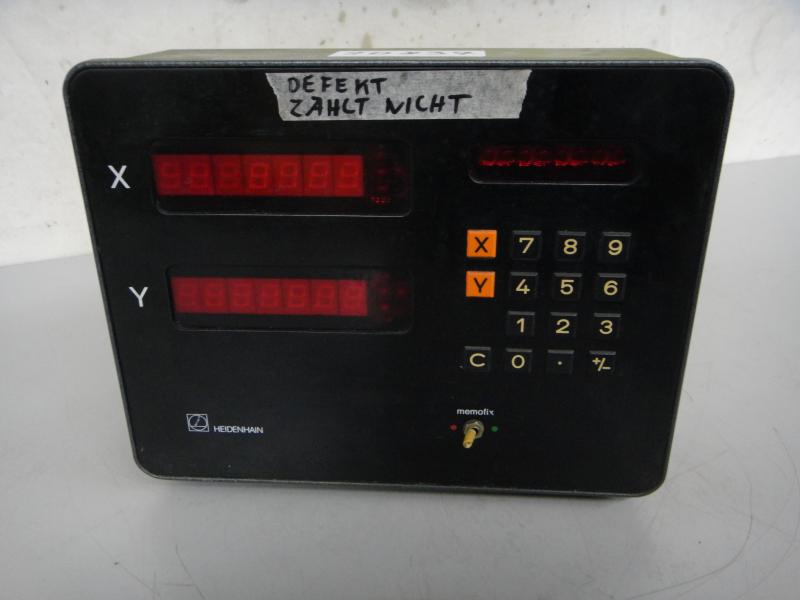 DEFEKT
ZÄHLT NICHT
X
Y
X 7 8 9
Y 4 5 6
1 2 3
C 0 . +/-
memofix
HEIDENHAIN